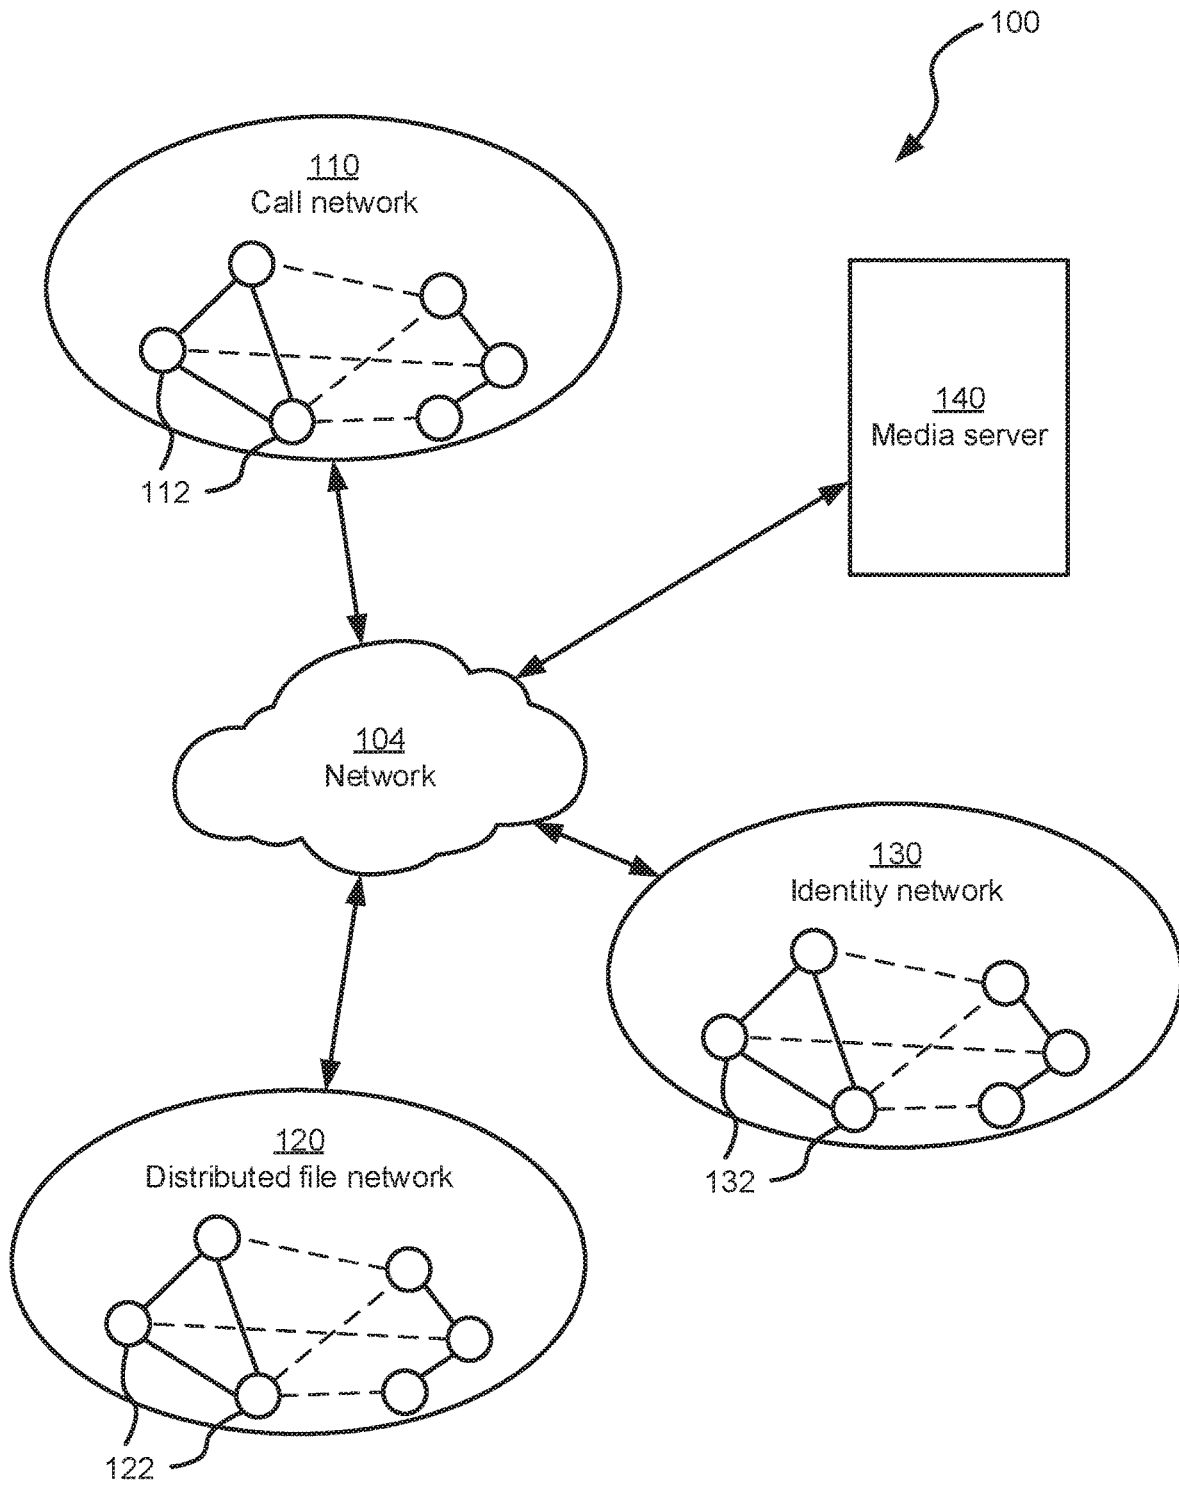 100
110
Call network
140
Media server
112
104
Network
130
Identity network
120
Distributed file network
132
122